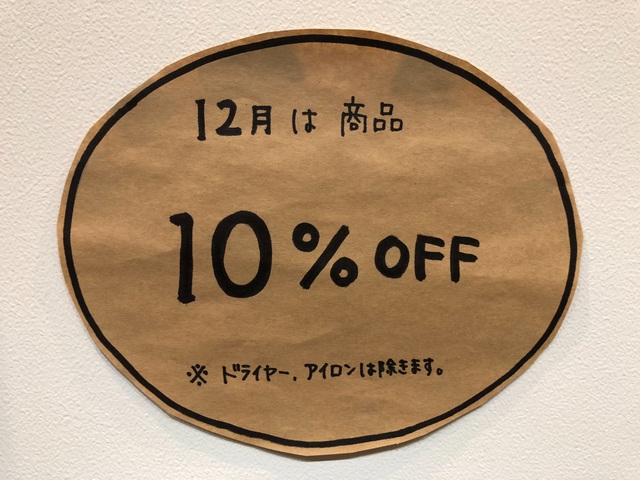 12月は 商品
10% OFF
※ ドライヤー、アイロンは除きます。